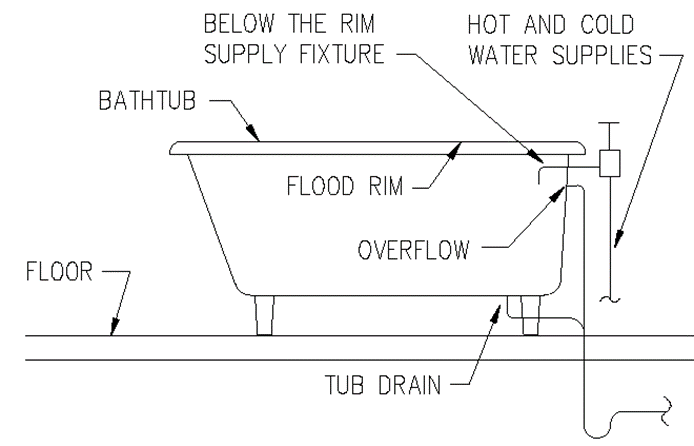 BELOW THE RIM
SUPPLY FIXTURE
HOT AND COLD
WATER SUPPLIES
BATHTUB
FLOOD RIM
OVERFLOW
FLOOR
TUB DRAIN